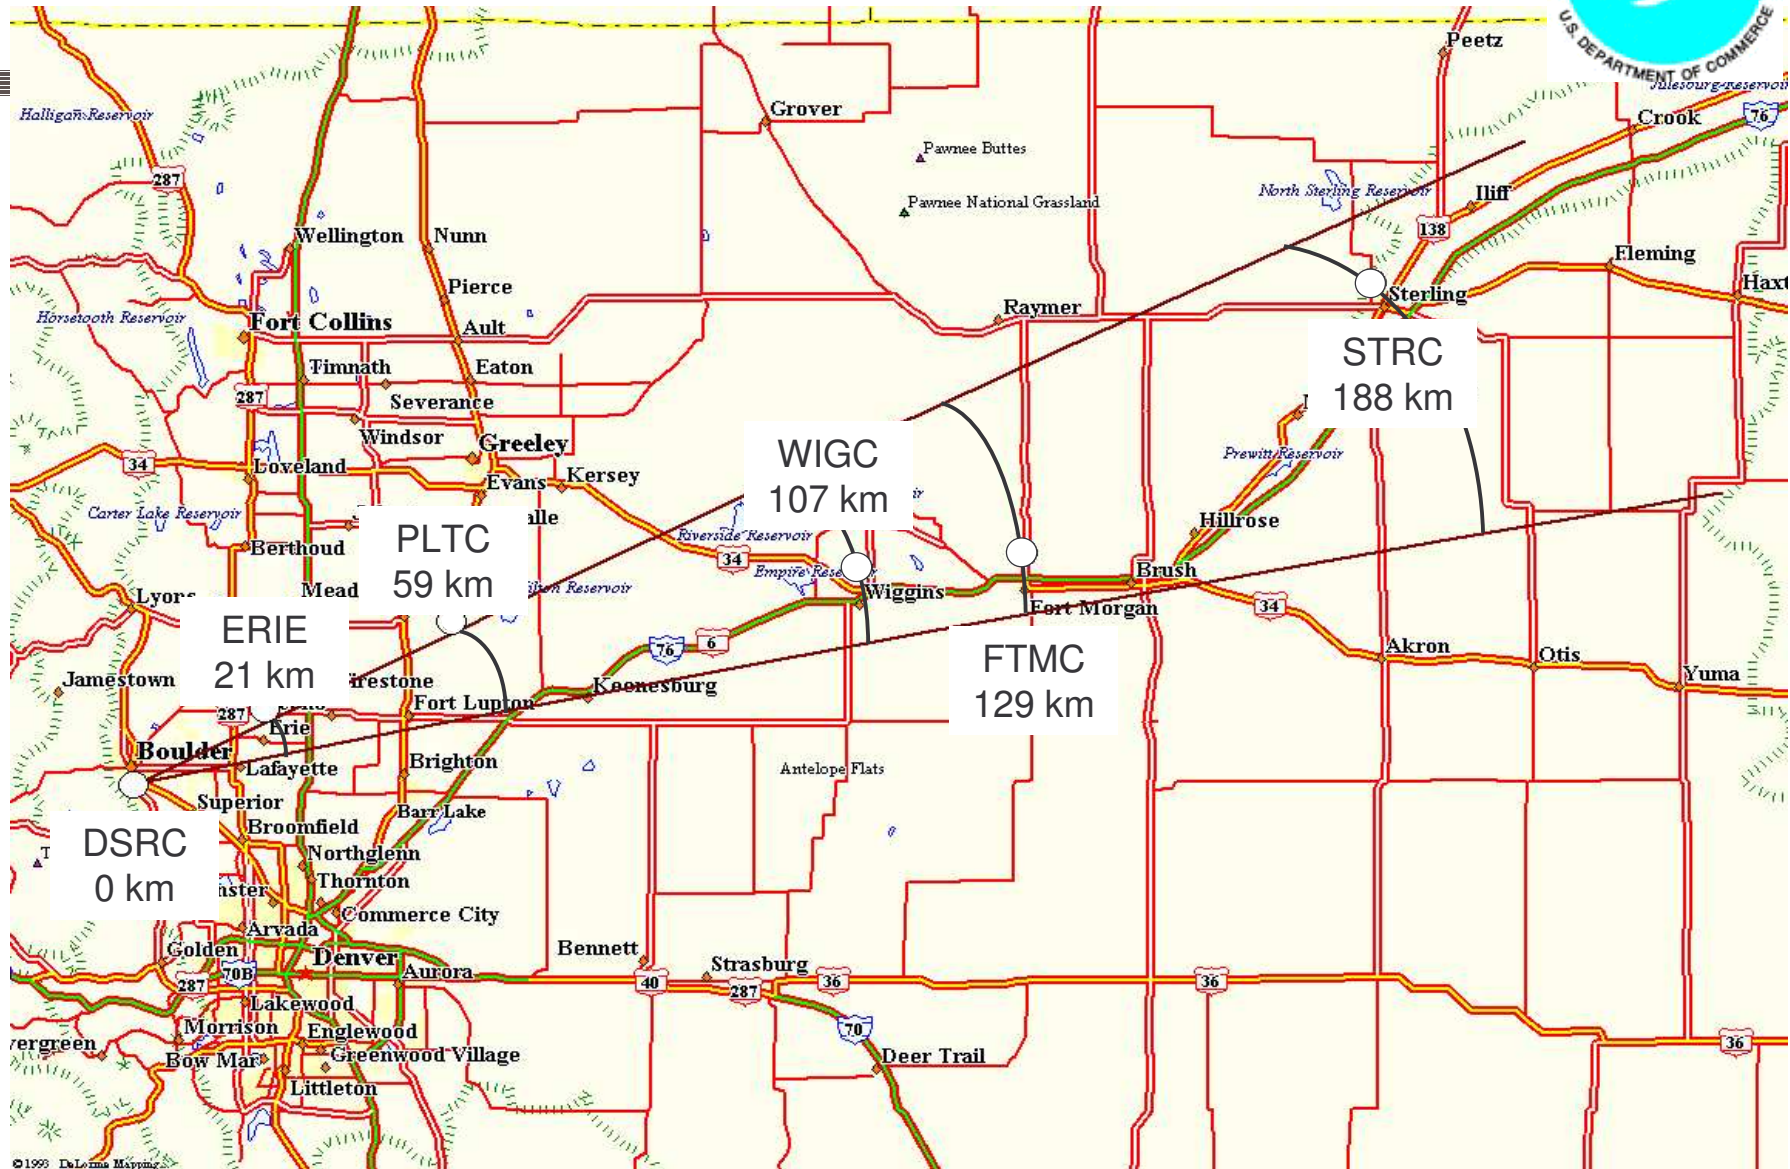 Peetz
U.S. DEPARTMENT OF COMMERCE
Julesburg Reservoir
Halligan Reservoir
Grover
Crook
76
Pawnee Buttes
287
North Sterling Reservoir
Iliff
Pawnee National Grassland
138
Wellington
Nunn
Fleming
Pierce
Sterling
Haxt
Horsetooth Reservoir
Fort Collins
Ault
Raymer
STRC
188 km
Timnath
Eaton
287
Severance
Windsor
Greeley
WIGC
107 km
Prewitt Reservoir
34
Loveland
Evans
Kersey
Carter Lake Reservoir
alle
Hillrose
PLTC
59 km
Riverside Reservoir
Berthoud
34
Empire Rese
Brush
Mead
ilton Reservoir
Wiggins
Lyons
Fort Morgan
34
ERIE
21 km
76
6
FTMC
129 km
Akron
Otis
Jamestown
irestone
Keenesburg
Yuma
Fort Lupton
287
Erie
Boulder
Lafayette
Brighton
Antelope Flats
Superior
Barr Lake
Broomfield
DSRC
0 km
T
Northglenn
Thornton
nster
Commerce City
Arvada
Golden
Denver
Bennett
70B
Aurora
Strasburg
287
40
287
36
36
Lakewood
Morrison
Englewood
70
vergreen
36
Bow Mar
Greenwood Village
Deer Trail
Littleton
©1993 DeLorme Mapping